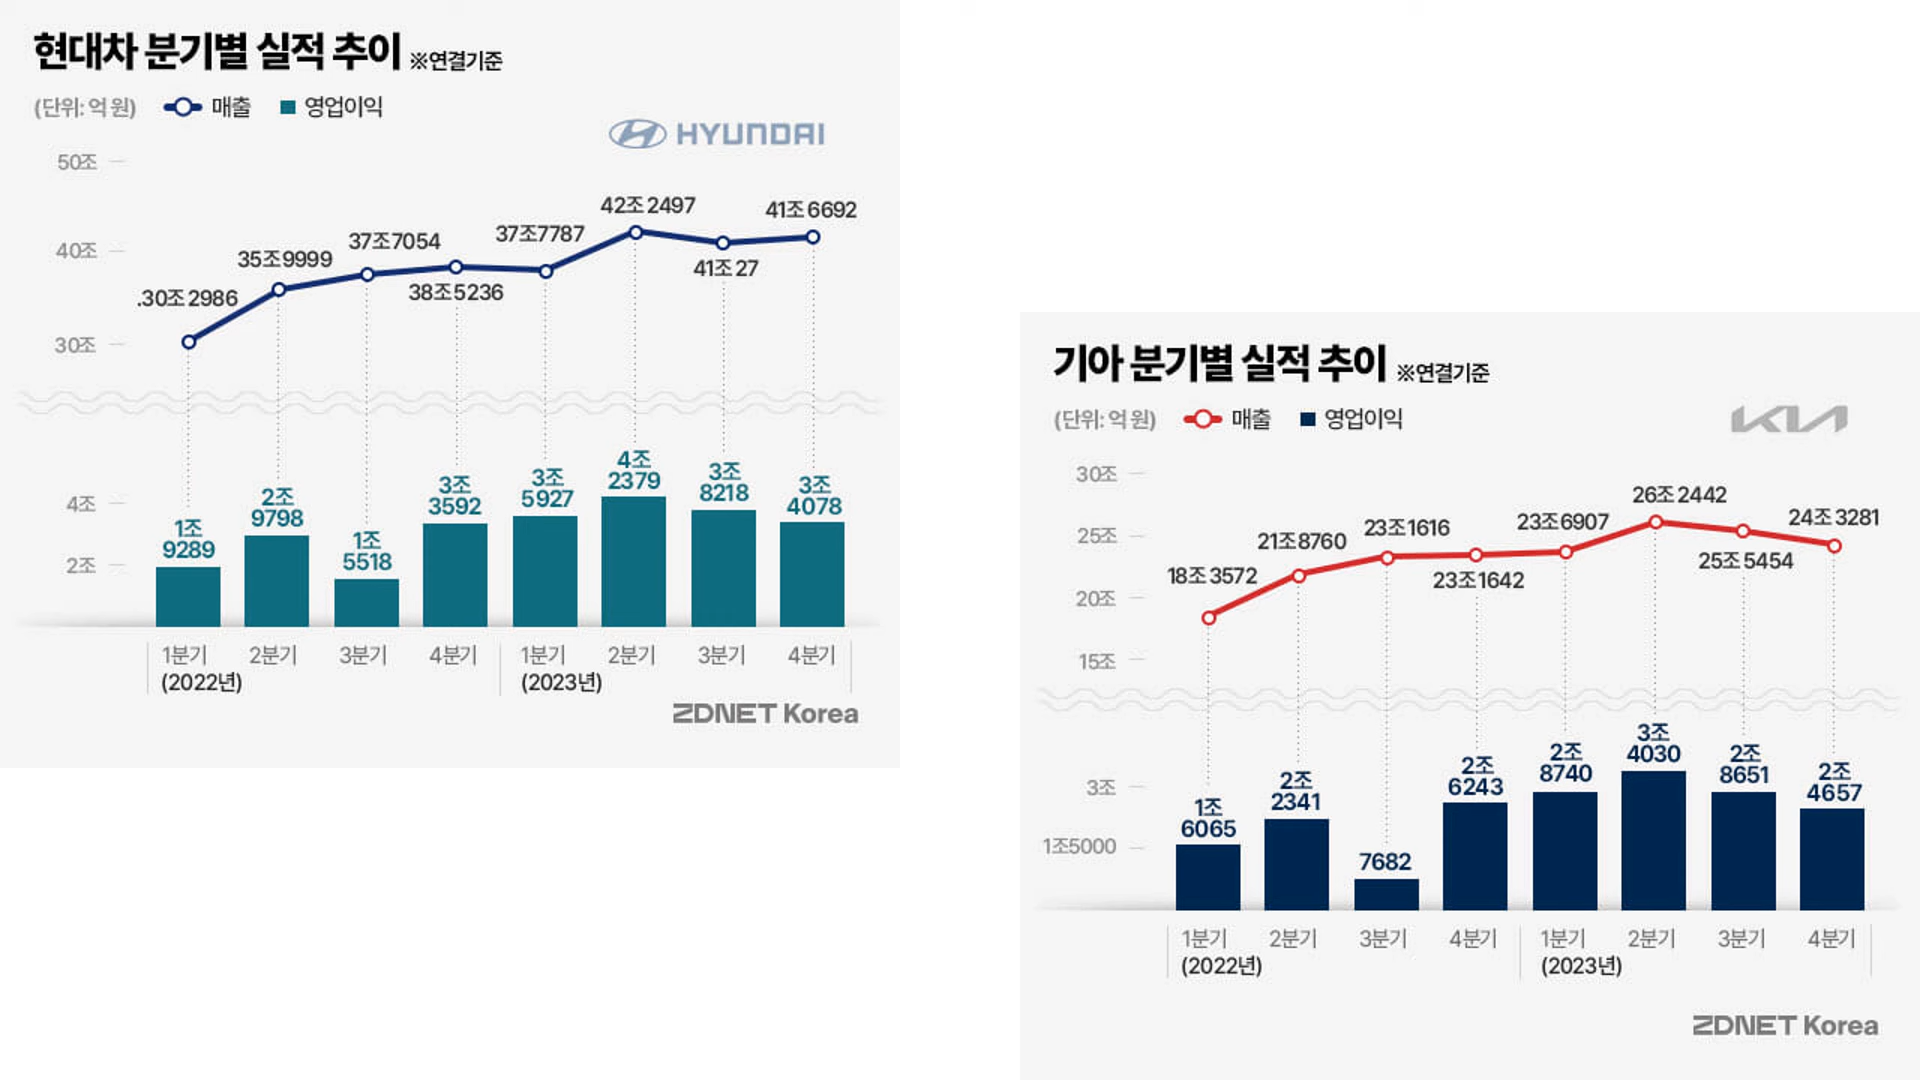 현대차 분기별 실적 추이 ※연결기준
(단위: 억 원) 매출 영업이익
HYUNDAI
50조
40조
30조
.30조 2986
35조 9999
37조 7054
38조 5236
37조 7787
42조 2497
41조 27
41조 6692
4조
2조
1조
9289
2조
9798
1조
5518
3조
3592
3조
5927
4조
2379
3조
8218
3조
4078
1분기 2분기 3분기 4분기 1분기 2분기 3분기 4분기
(2022년) (2023년)
ZDNET Korea
기아 분기별 실적 추이 ※연결기준
(단위: 억 원) 매출 영업이익
KIA
30조
25조
20조
15조
18조 3572
21조 8760
23조 1616
23조 1642
23조 6907
26조 2442
25조 5454
24조 3281
3조
1조5000
1조
6065
2조
2341
7682
2조
6243
2조
8740
3조
4030
2조
8651
2조
4657
1분기 2분기 3분기 4분기 1분기 2분기 3분기 4분기
(2022년) (2023년)
ZDNET Korea